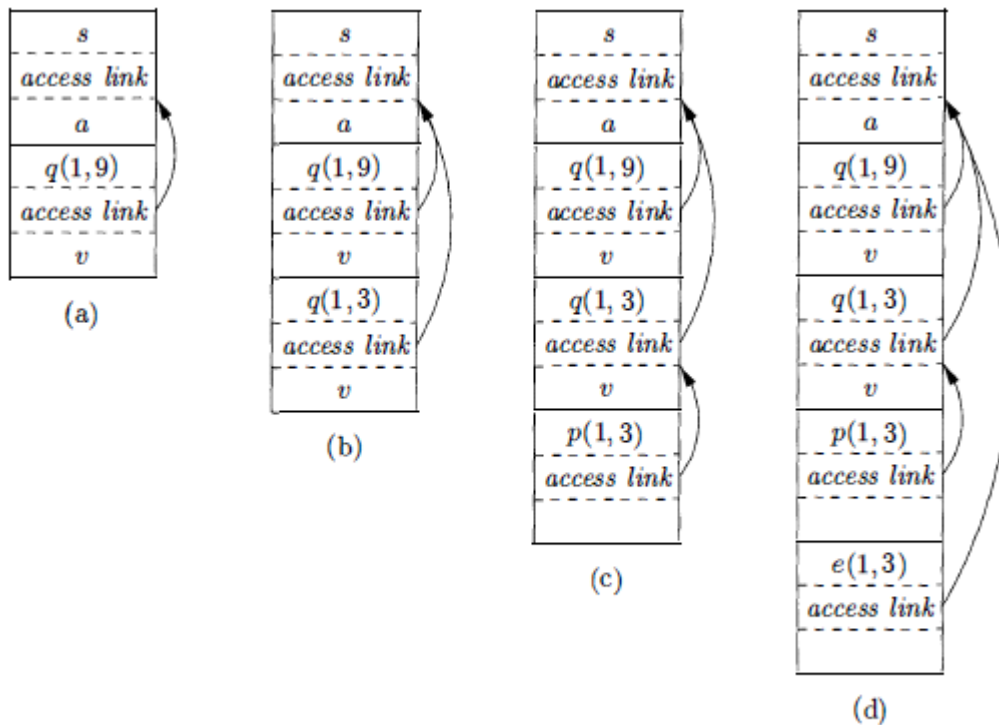 s
access link
a
q(1, 9)
access link
v
(a)
s
access link
a
q(1, 9)
access link
v
q(1, 3)
access link
v
(b)
s
access link
a
q(1, 9)
access link
v
q(1, 3)
access link
v
p(1, 3)
access link
(c)
s
access link
a
q(1, 9)
access link
v
q(1, 3)
access link
v
p(1, 3)
access link
e(1, 3)
access link
(d)